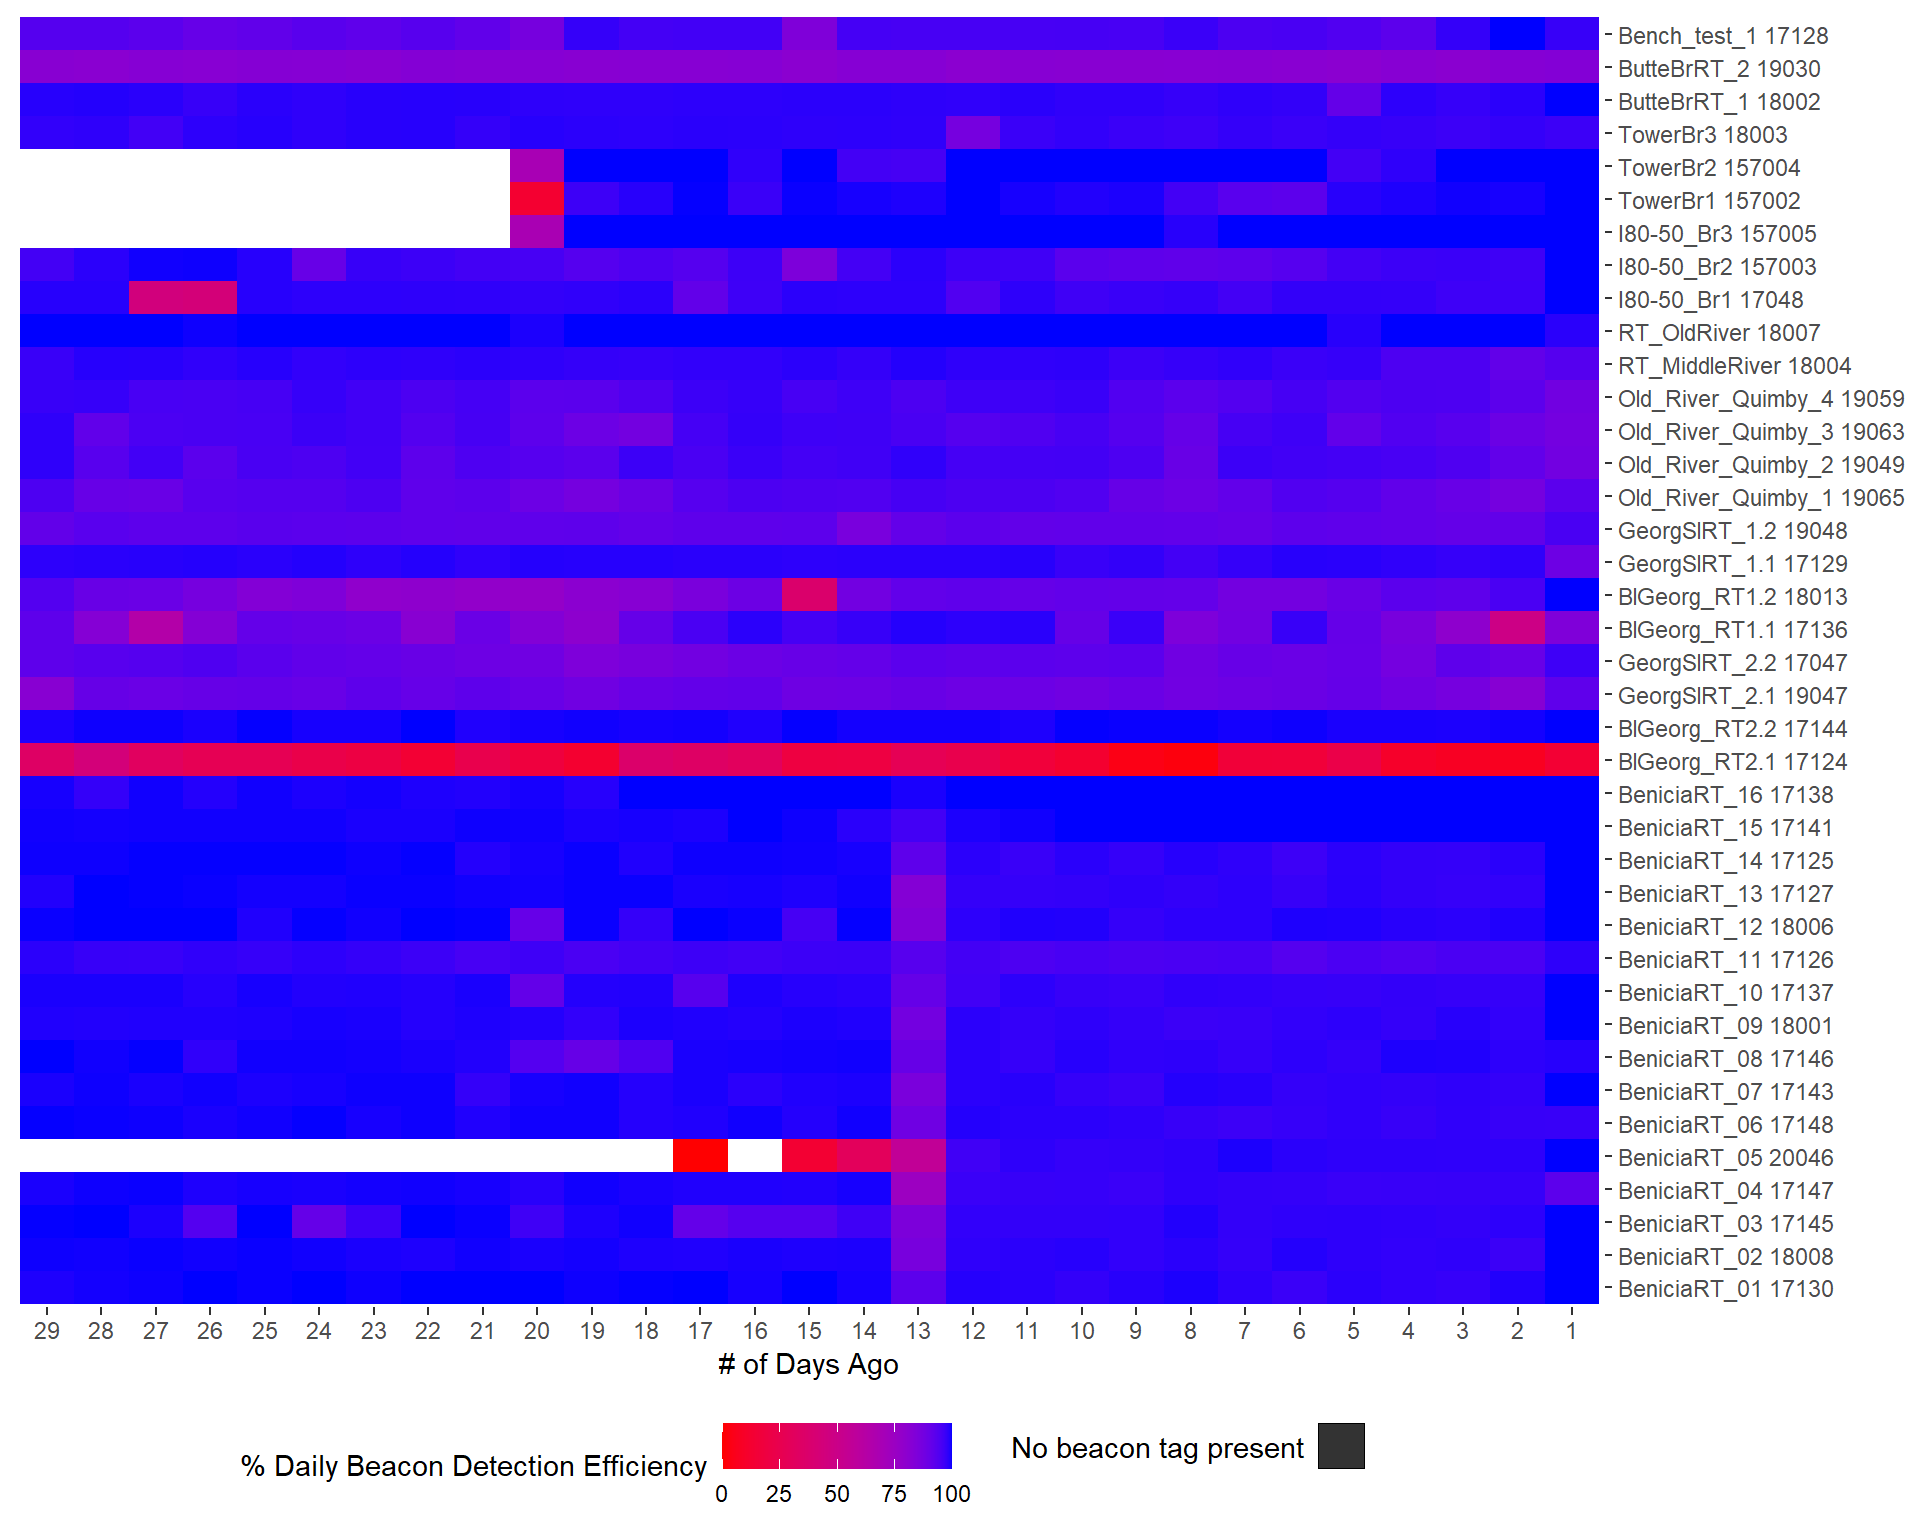 Bench_test_1 17128
ButteBrRT_2 19030
ButteBrRT_1 18002
TowerBr3 18003
TowerBr2 157004
TowerBr1 157002
I80-50_Br3 157005
I80-50_Br2 157003
I80-50_Br1 17048
RT_OldRiver 18007
RT_MiddleRiver 18004
Old_River_Quimby_4 19059
Old_River_Quimby_3 19063
Old_River_Quimby_2 19049
Old_River_Quimby_1 19065
GeorgSlRT_1.2 19048
GeorgSlRT_1.1 17129
BlGeorg_RT1.2 18013
BlGeorg_RT1.1 17136
GeorgSlRT_2.2 17047
GeorgSlRT_2.1 19047
BlGeorg_RT2.2 17144
BlGeorg_RT2.1 17124
BeniciaRT_16 17138
BeniciaRT_15 17141
BeniciaRT_14 17125
BeniciaRT_13 17127
BeniciaRT_12 18006
BeniciaRT_11 17126
BeniciaRT_10 17137
BeniciaRT_09 18001
BeniciaRT_08 17146
BeniciaRT_07 17143
BeniciaRT_06 17148
BeniciaRT_05 20046
BeniciaRT_04 17147
BeniciaRT_03 17145
BeniciaRT_02 18008
BeniciaRT_01 17130
29 28 27 26 25 24 23 22 21 20 19 18 17 16 15 14 13 12 11 10 9 8 7 6 5 4 3 2 1
# of Days Ago
% Daily Beacon Detection Efficiency
0 25 50 75 100
No beacon tag present